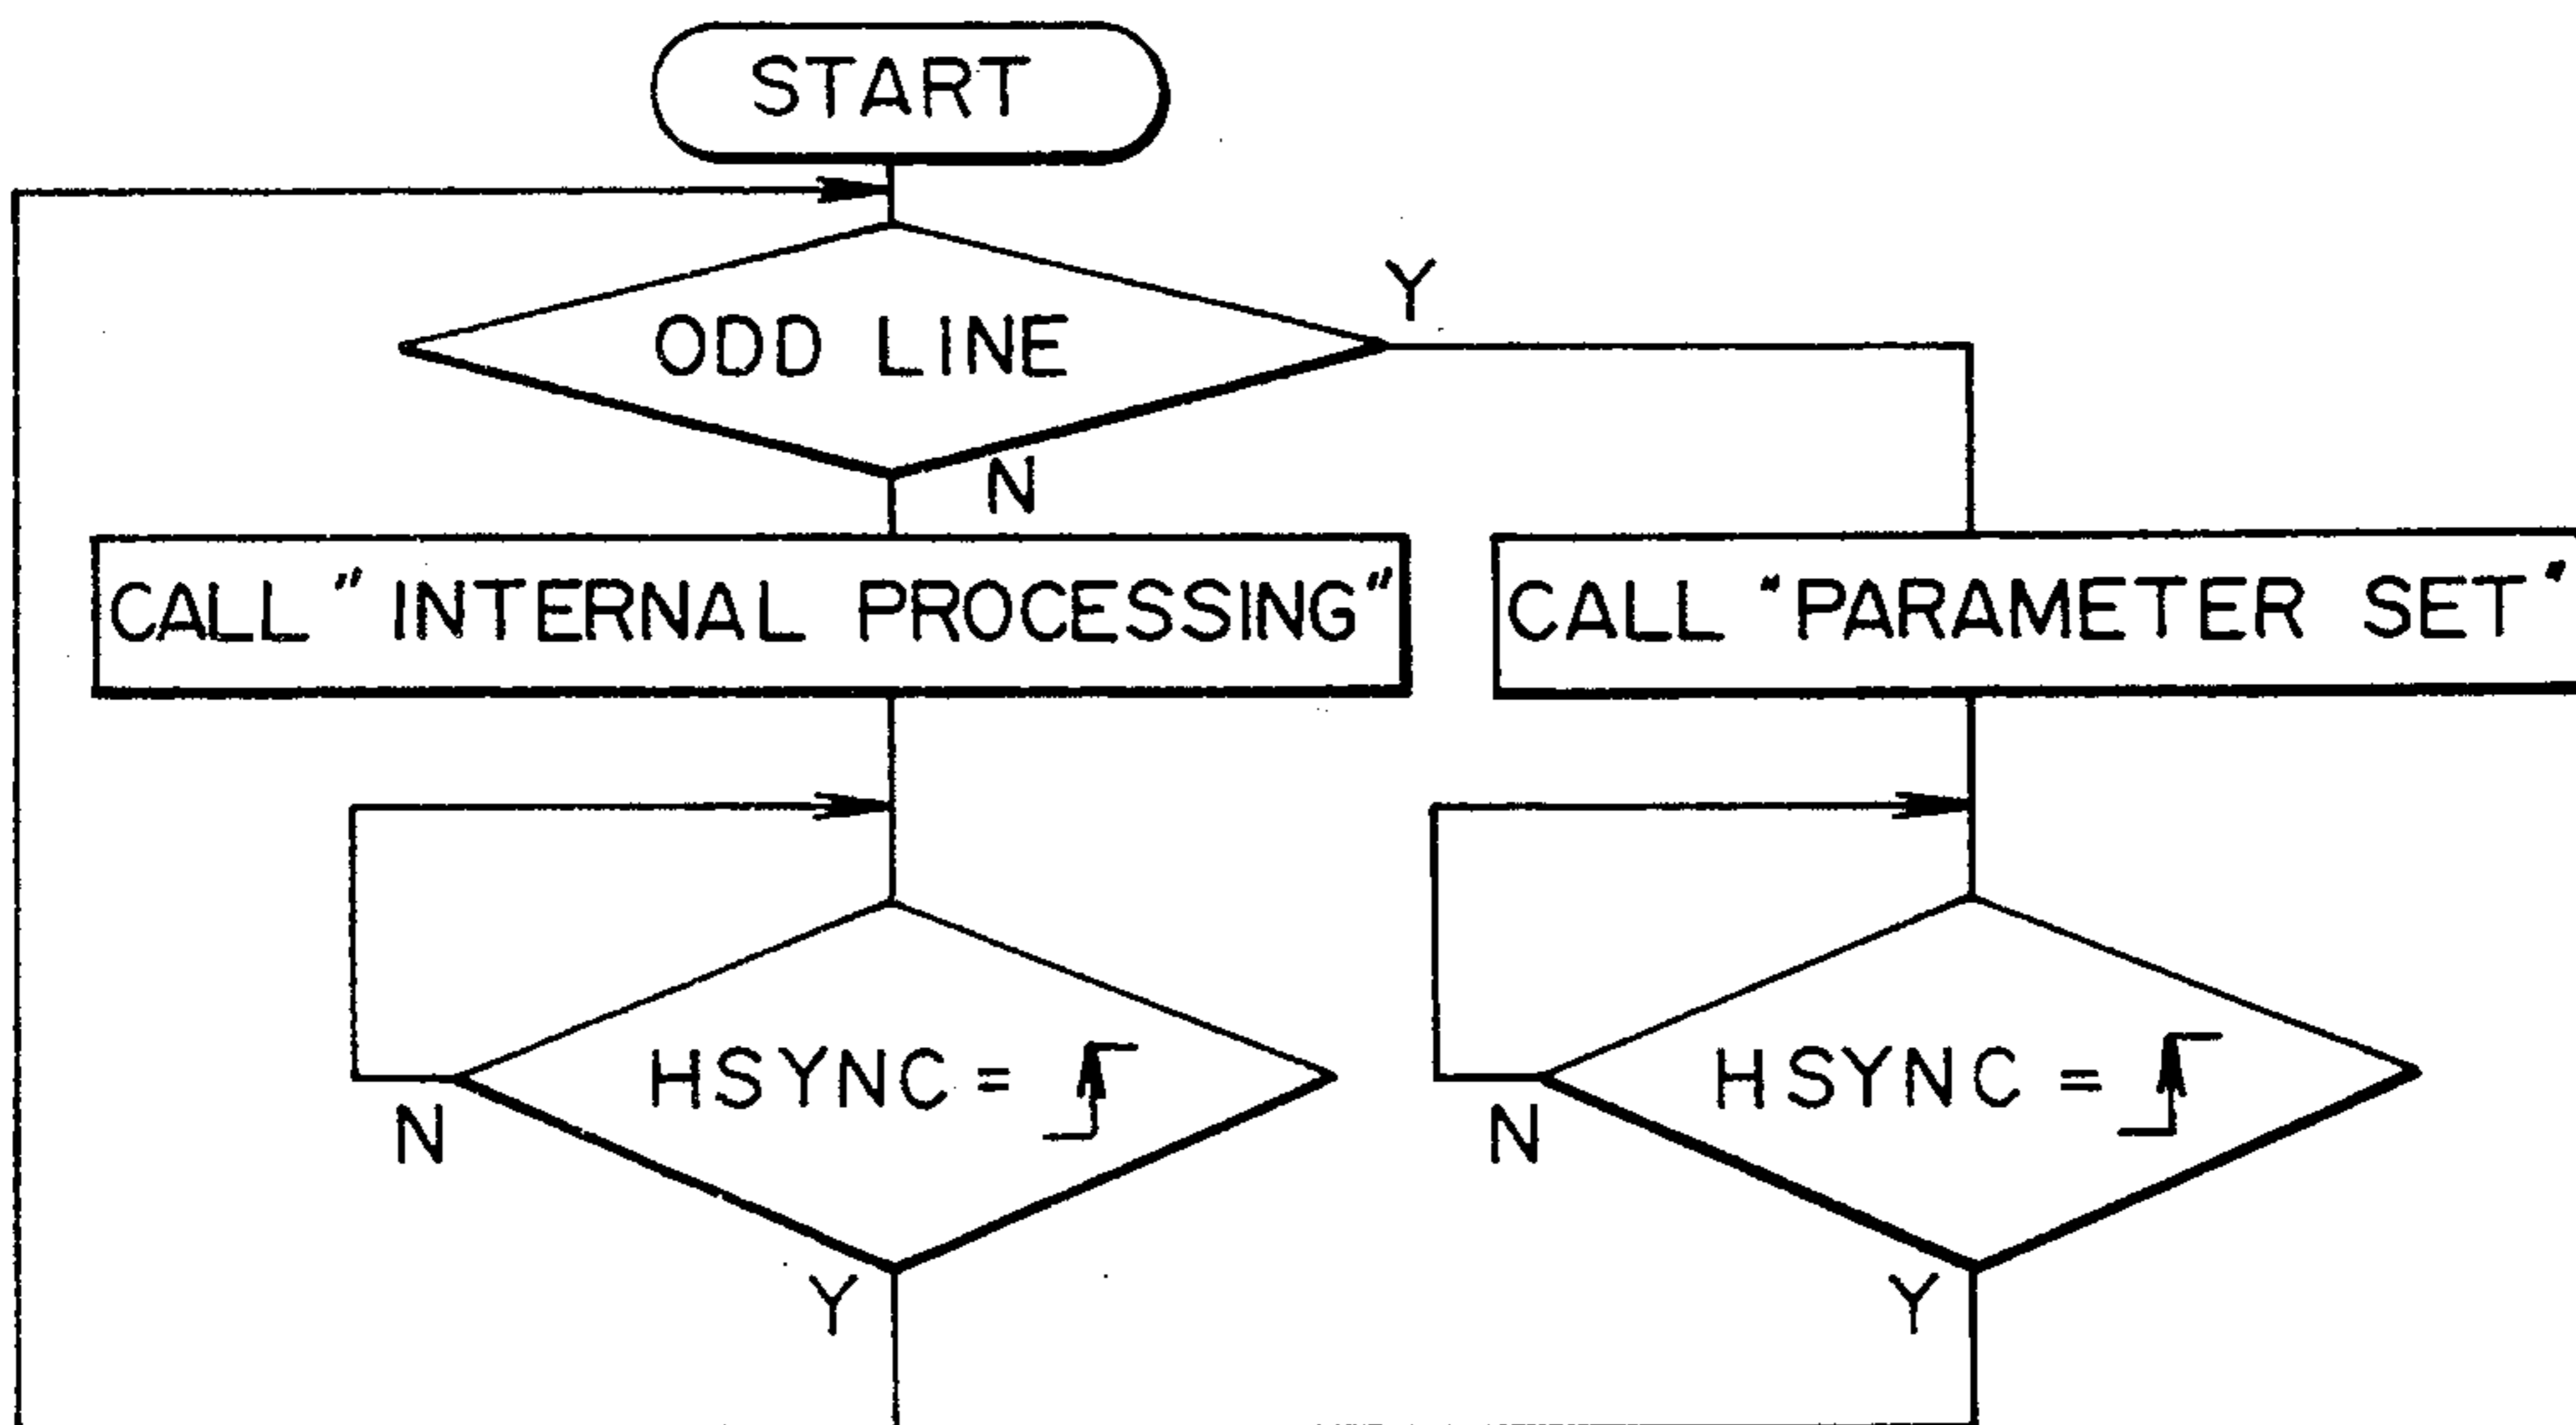 START
ODD LINE
Y
N
CALL "INTERNAL PROCESSING"
CALL "PARAMETER SET"
HSYNC =
N
Y
HSYNC =
N
Y